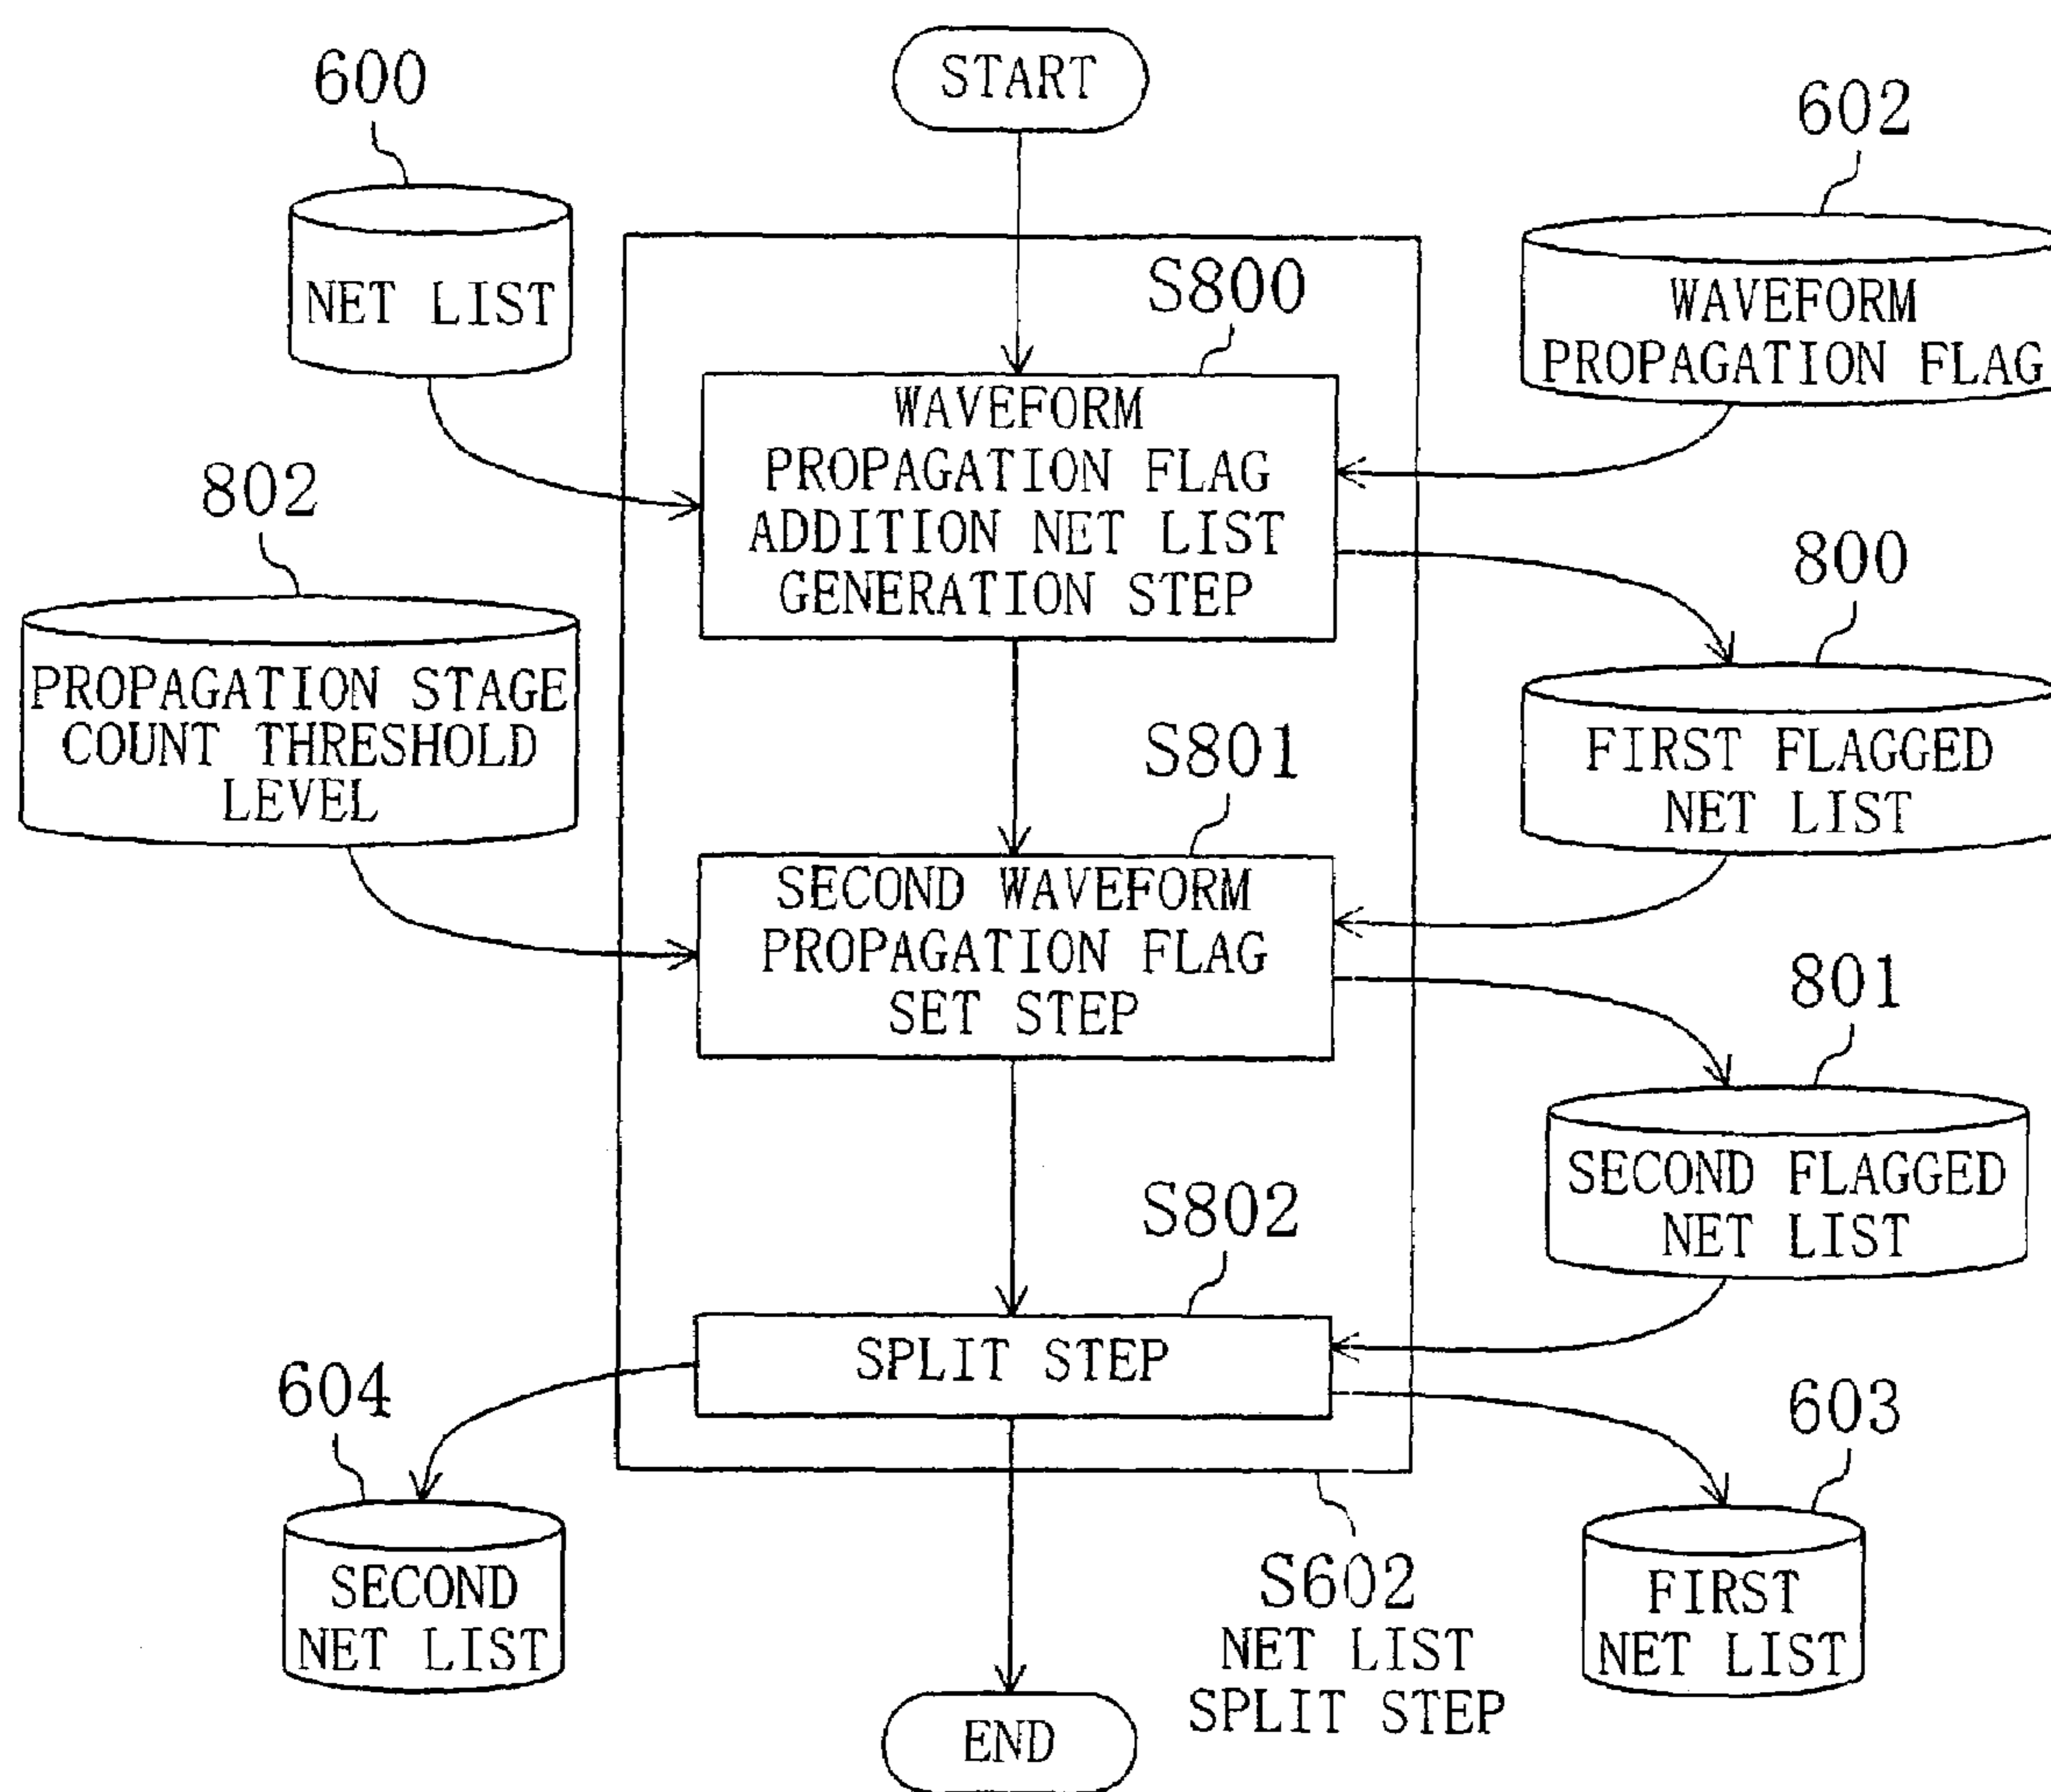 START
600
602
NET LIST
S800
WAVEFORM
PROPAGATION FLAG
WAVEFORM
PROPAGATION FLAG
ADDITION NET LIST
GENERATION STEP
802
800
PROPAGATION STAGE
COUNT THRESHOLD
LEVEL
S801
FIRST FLAGGED
NET LIST
SECOND WAVEFORM
PROPAGATION FLAG
SET STEP
801
SECOND FLAGGED
NET LIST
S802
SPLIT STEP
604
603
SECOND
NET LIST
S602
NET LIST
SPLIT STEP
FIRST
NET LIST
END